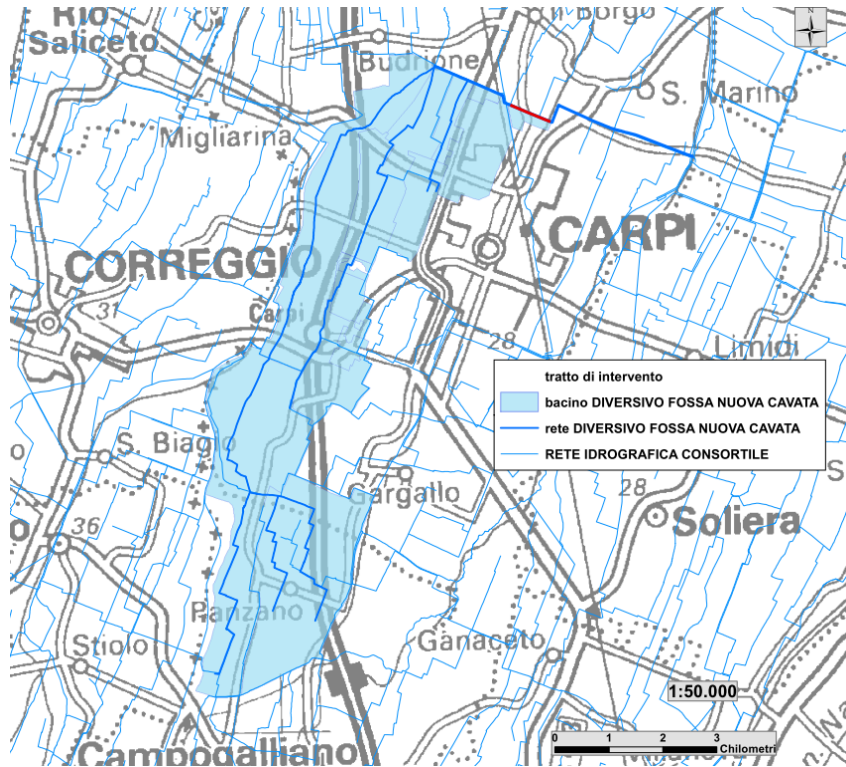 Rio
Saliceto
Il Borgo
N
Budrione
S. Marino
Migliarina
CARPI
CORREGGIO
31
Carpi
28
Limidi
tratto di intervento
bacino DIVERSIVO FOSSA NUOVA CAVATA
rete DIVERSIVO FOSSA NUOVA CAVATA
RETE IDROGRAFICA CONSORTILE
S. Biagio
Gargallo
28
S
36
Soliera
Panzano
Stiolo
Ganaceto
1:50.000
0 1 2 3
Chilometri
Campogalliano